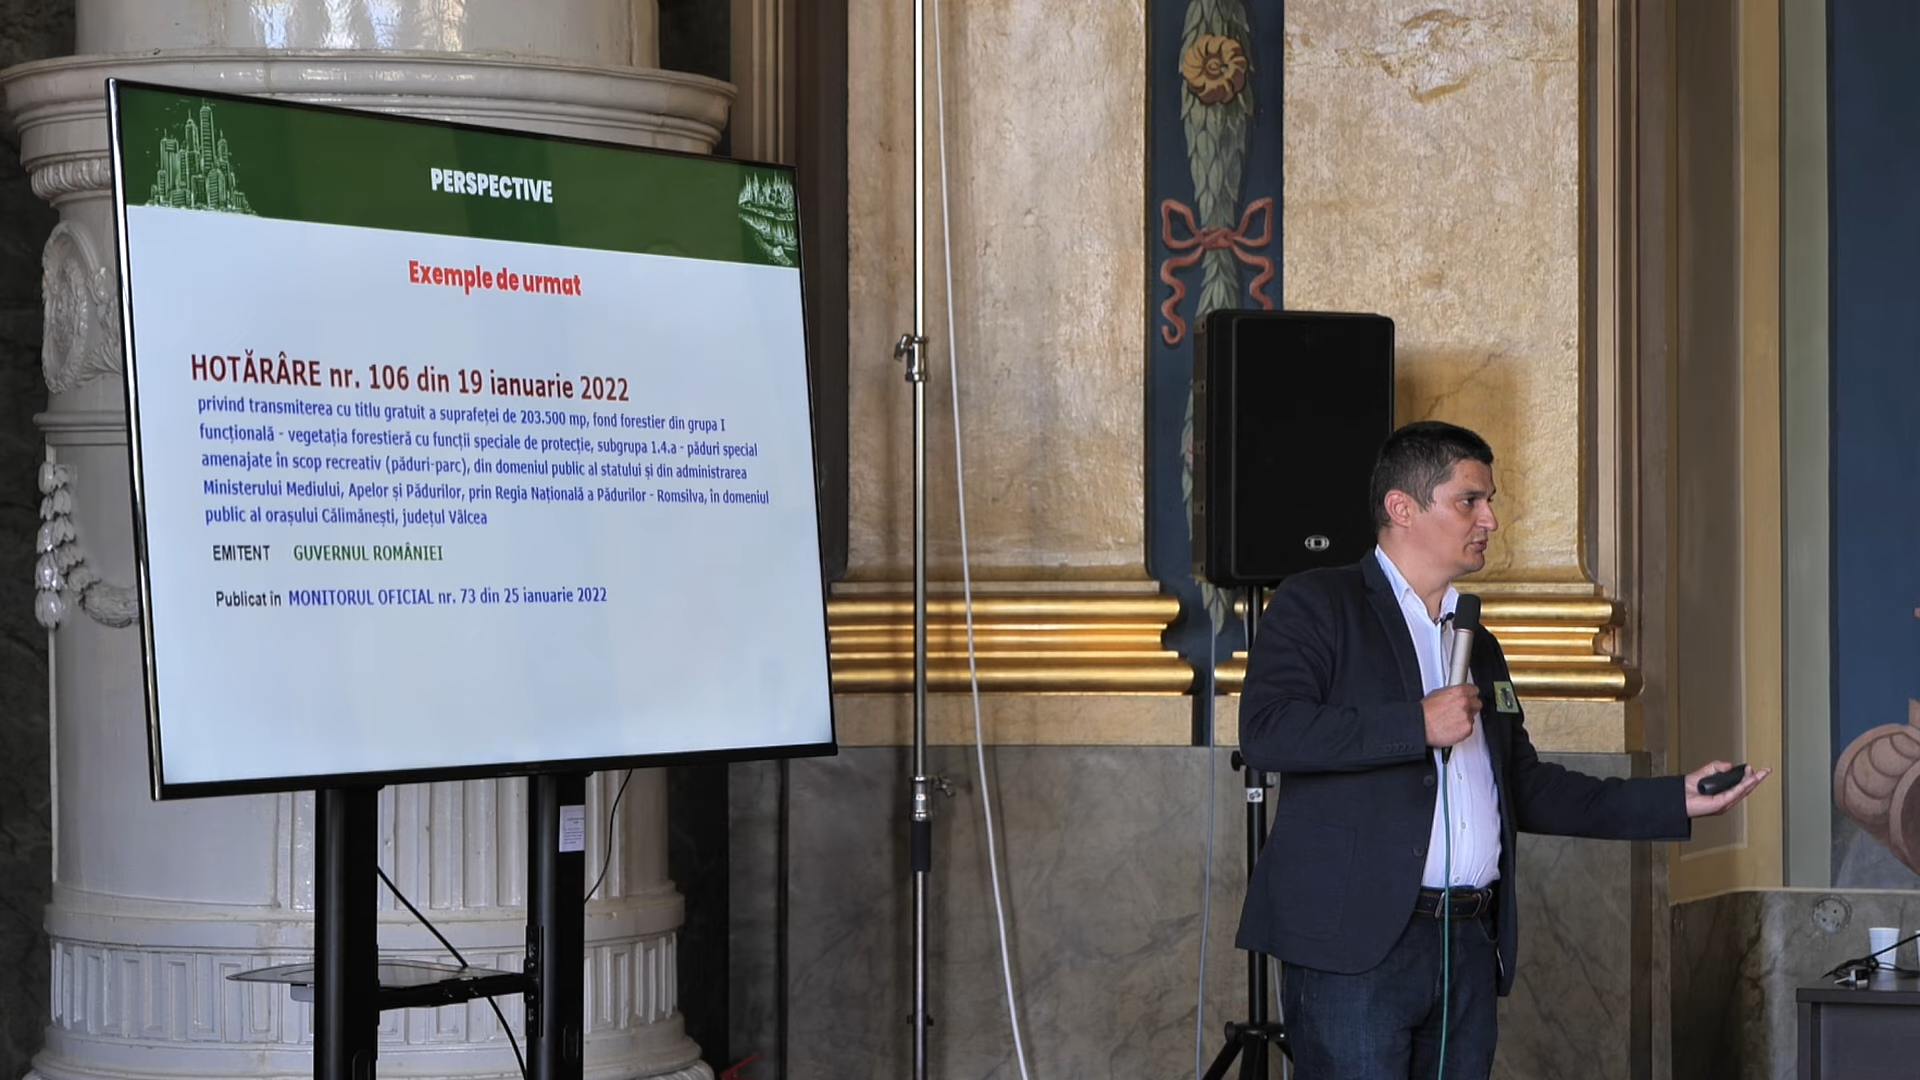 PERSPECTIVE
Exemple de urmat
HOTĂRÂRE nr. 106 din 19 ianuarie 2022
privind transmiterea cu titlu gratuit a suprafeței de 203.500 mp, fond forestier din grupa I
funcțională - vegetația forestieră cu funcții speciale de protecție, subgrupa 1.4.a - păduri special
amenajate în scop recreativ (păduri-parc), din domeniul public al statului și din administrarea
Ministerului Mediului, Apelor și Pădurilor, prin Regia Națională a Pădurilor - Romsilva, în domeniul
public al orașului Călimănești, județul Vâlcea
EMITENT GUVERNUL ROMÂNIEI
Publicat în MONITORUL OFICIAL nr. 73 din 25 ianuarie 2022